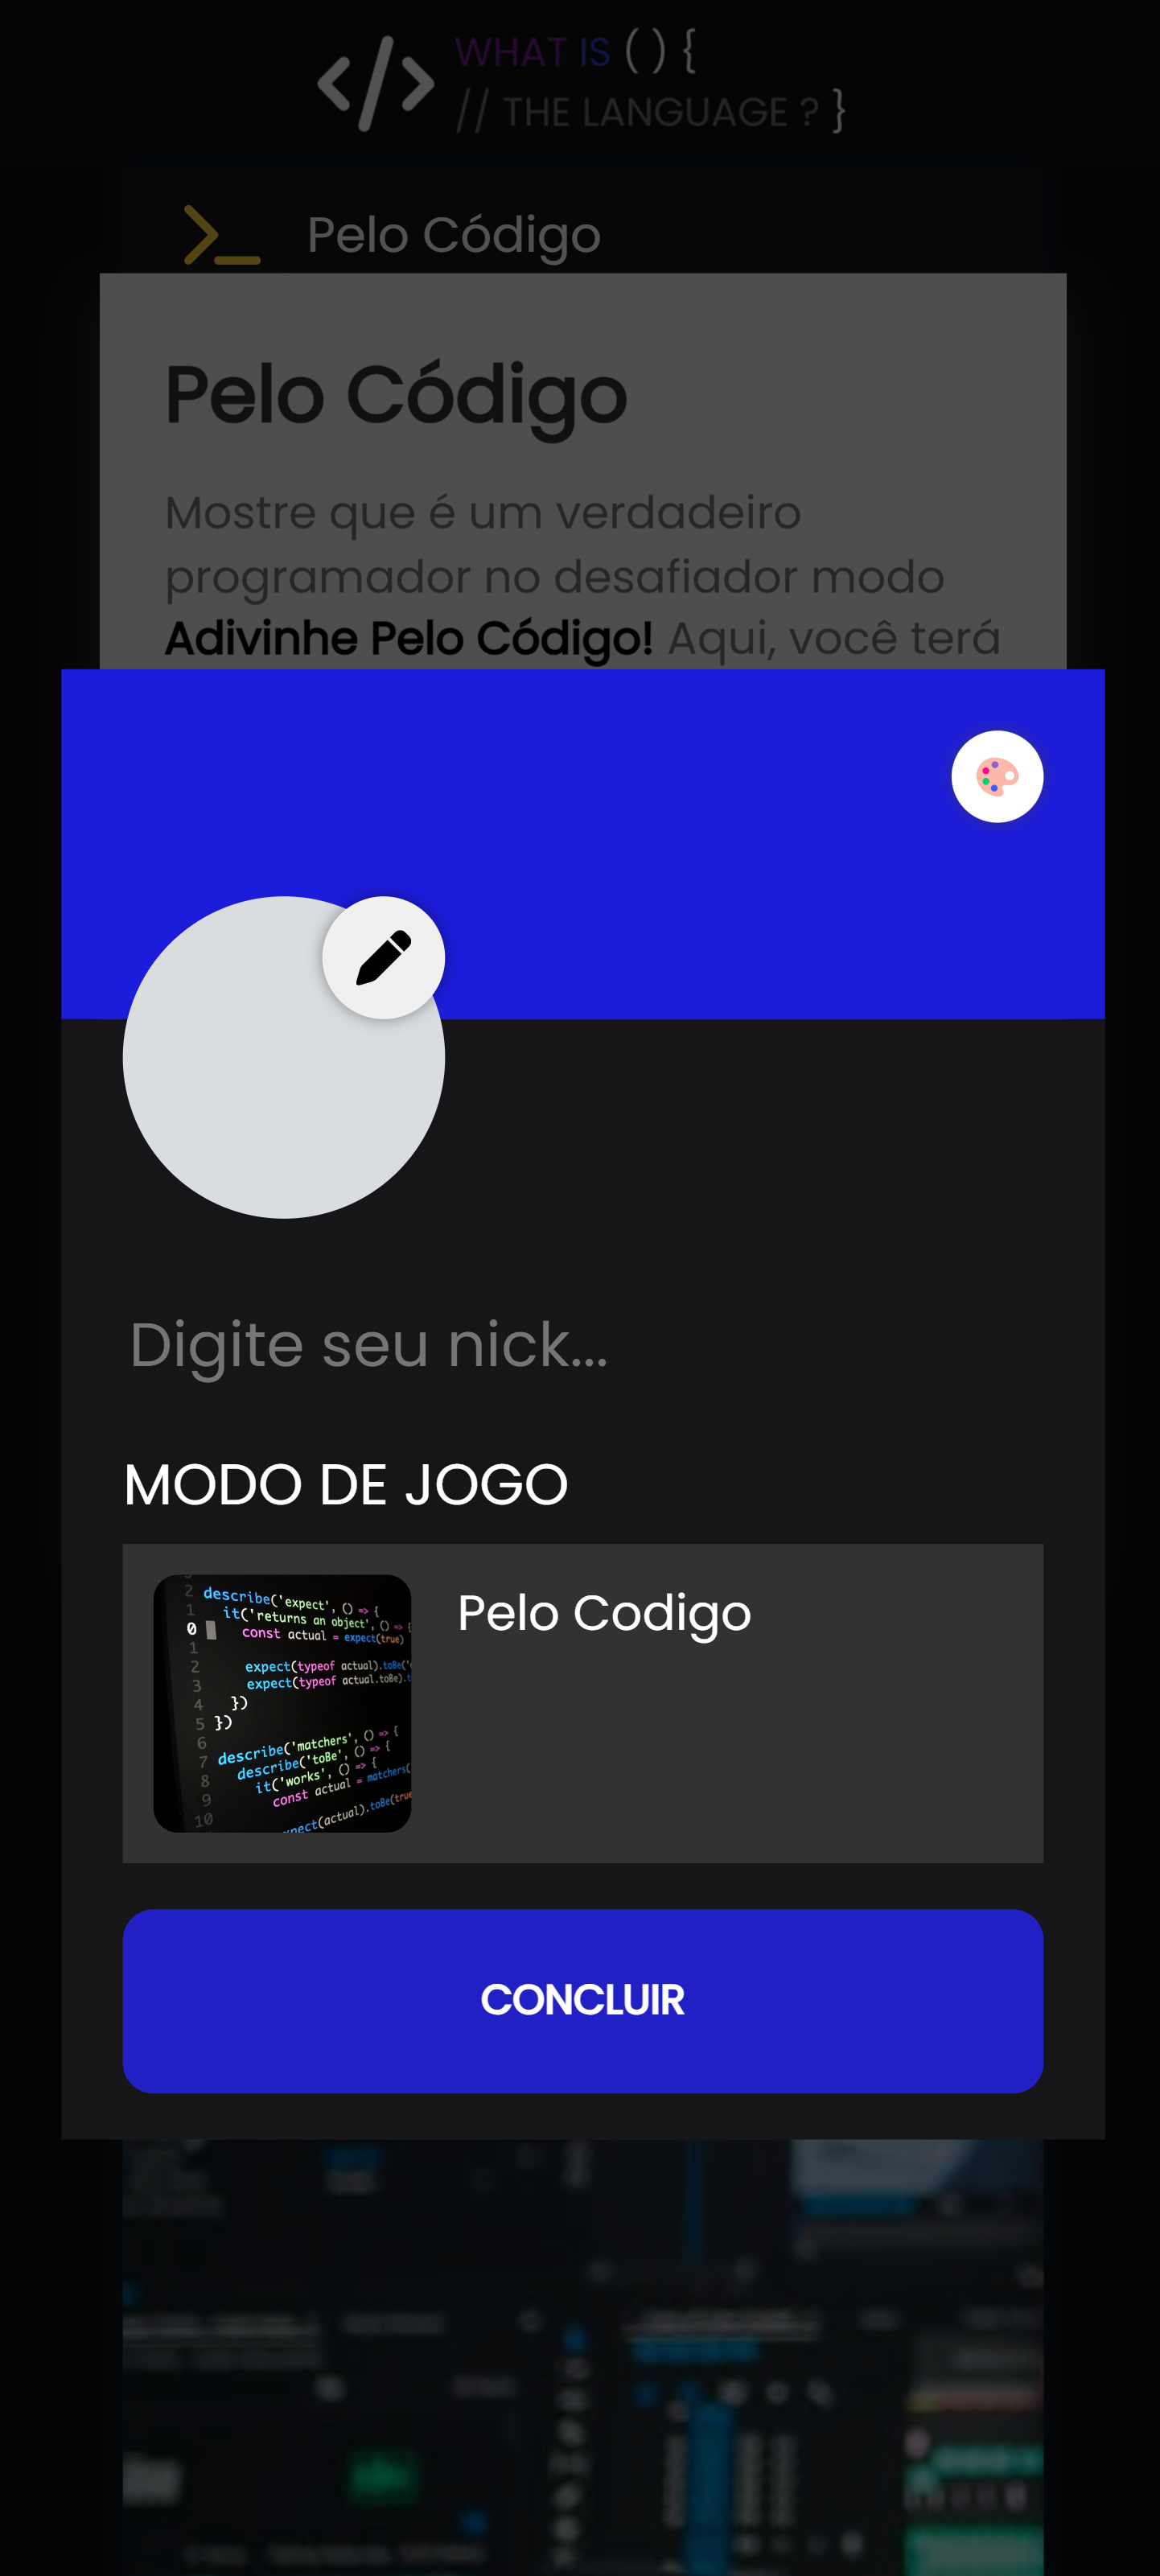 WHAT IS ( ) {
// THE LANGUAGE ? }
Pelo Código
Pelo Código
Mostre que é um verdadeiro
programador no desafiador modo
Adivinhe Pelo Código! Aqui, você terá
Digite seu nick...
MODO DE JOGO
2 describe('expect', () => {
1 it('returns an object', () => {
0 const actual = expect(true)
1
2 expect(typeof actual).toBe('
3 expect(typeof actual.toBe).t
4 })
5 })
6
7 describe('matchers', () => {
8 describe('toBe', () => {
9 it('works', () => {
10 const actual = matchers(
expect(actual).toBe(true
Pelo Codigo
CONCLUIR